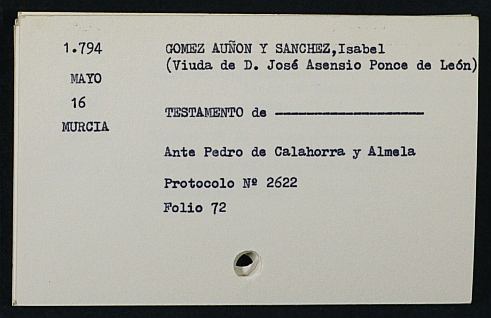 1.794
MAYO
16
MURCIA
GOMEZ AUÑON Y SANCHEZ,Isabel
(Viuda de D. José Asensio Ponce de León)
TESTAMENTO de ——————————
Ante Pedro de Calahorra y Almela
Protocolo Nº 2622
Folio 72